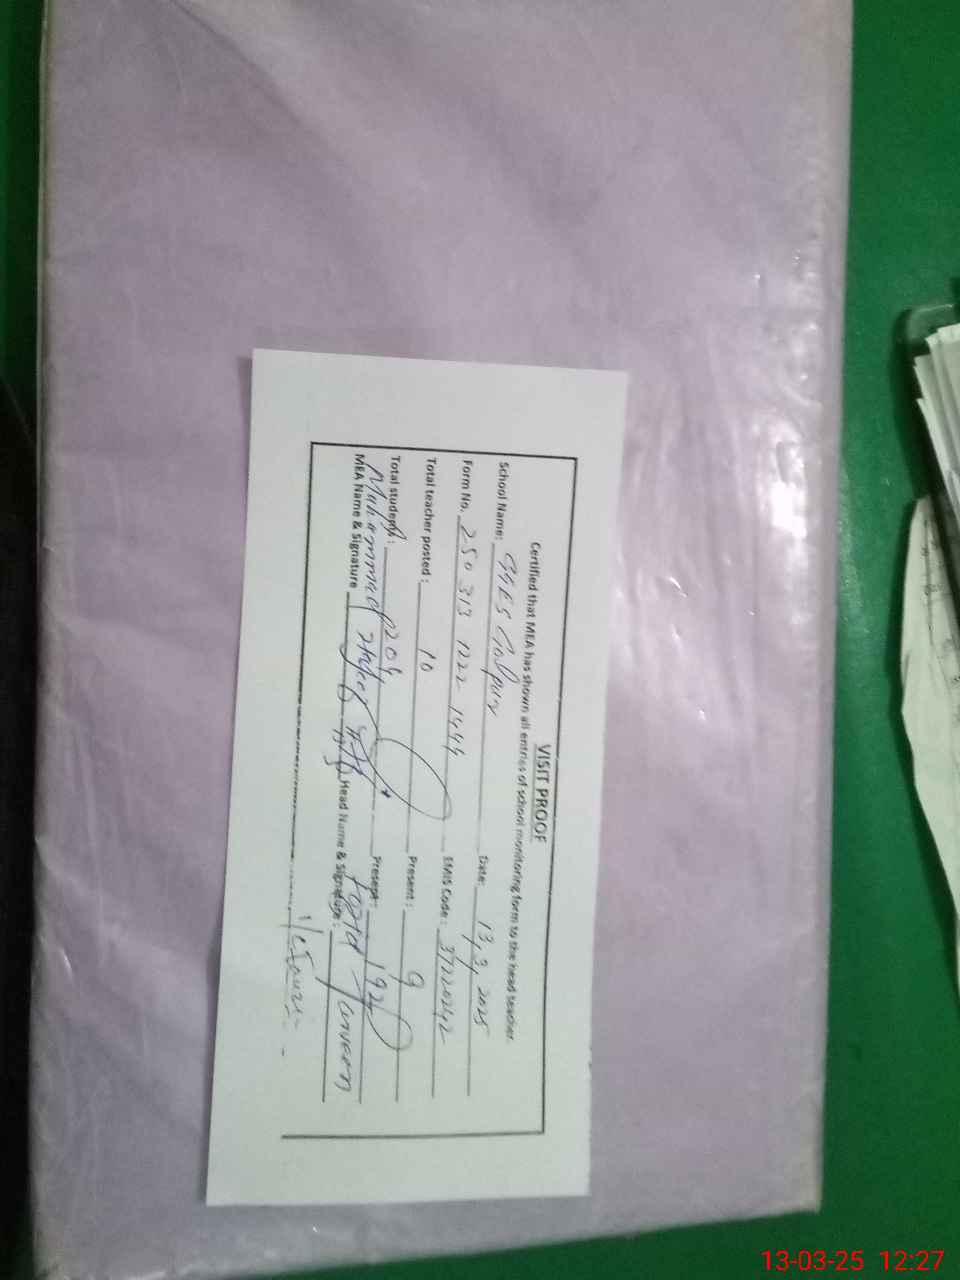 VISIT PROOF
Certified that MEA has shown all entries of school monitoring form to the head teacher.
School Name: GGES Date: 13,3,2025
Form No. 250 313 1222 1444 EMIS Code: 37220242
Total teacher posted: 10 Present: 9
Total students: 204 Present: 192
Muhammad
MEA Name & Signature Head Name & Signature:
13-03-25 12:27